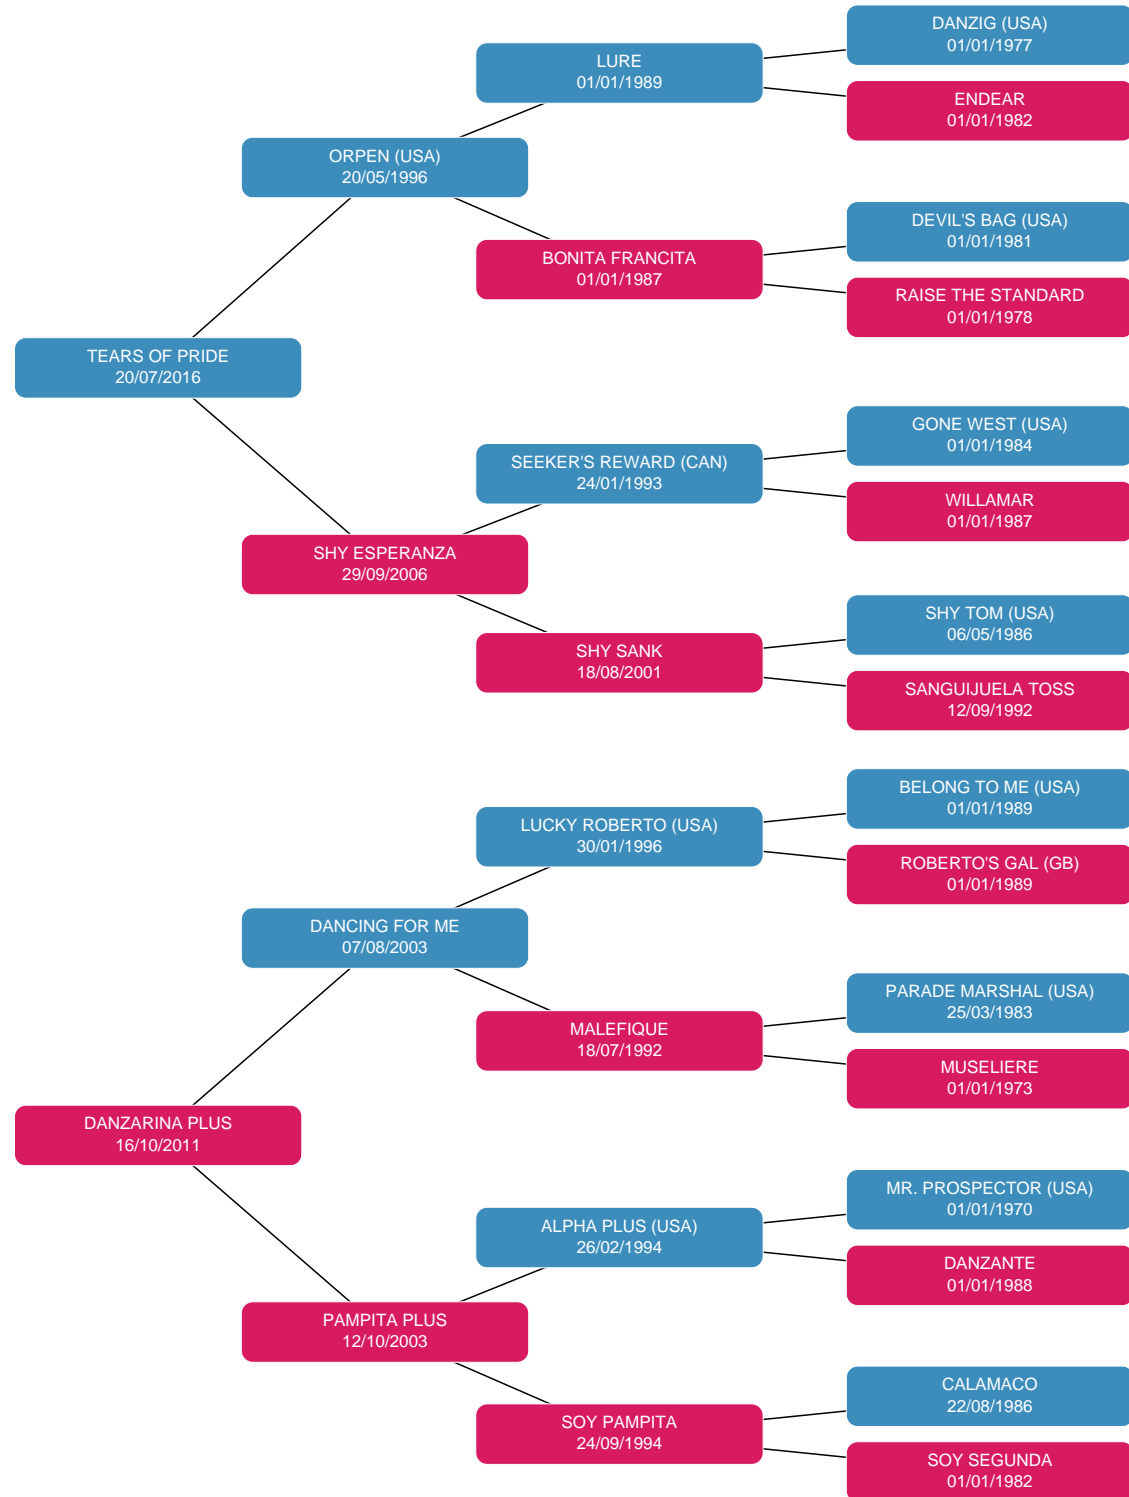 DANZIG (USA)
01/01/1977
LURE
01/01/1989
ENDEAR
01/01/1982
ORPEN (USA)
20/05/1996
DEVIL'S BAG (USA)
01/01/1981
BONITA FRANCITA
01/01/1987
RAISE THE STANDARD
01/01/1978
TEARS OF PRIDE
20/07/2016
GONE WEST (USA)
01/01/1984
SEEKER'S REWARD (CAN)
24/01/1993
WILLAMAR
01/01/1987
SHY ESPERANZA
29/09/2006
SHY TOM (USA)
06/05/1986
SHY SANK
18/08/2001
SANGUIJUELA TOSS
12/09/1992
BELONG TO ME (USA)
01/01/1989
LUCKY ROBERTO (USA)
30/01/1996
ROBERTO'S GAL (GB)
01/01/1989
DANCING FOR ME
07/08/2003
PARADE MARSHAL (USA)
25/03/1983
MALEFIQUE
18/07/1992
MUSELIERE
01/01/1973
DANZARINA PLUS
16/10/2011
MR. PROSPECTOR (USA)
01/01/1970
ALPHA PLUS (USA)
26/02/1994
DANZANTE
01/01/1988
PAMPITA PLUS
12/10/2003
CALAMACO
22/08/1986
SOY PAMPITA
24/09/1994
SOY SEGUNDA
01/01/1982